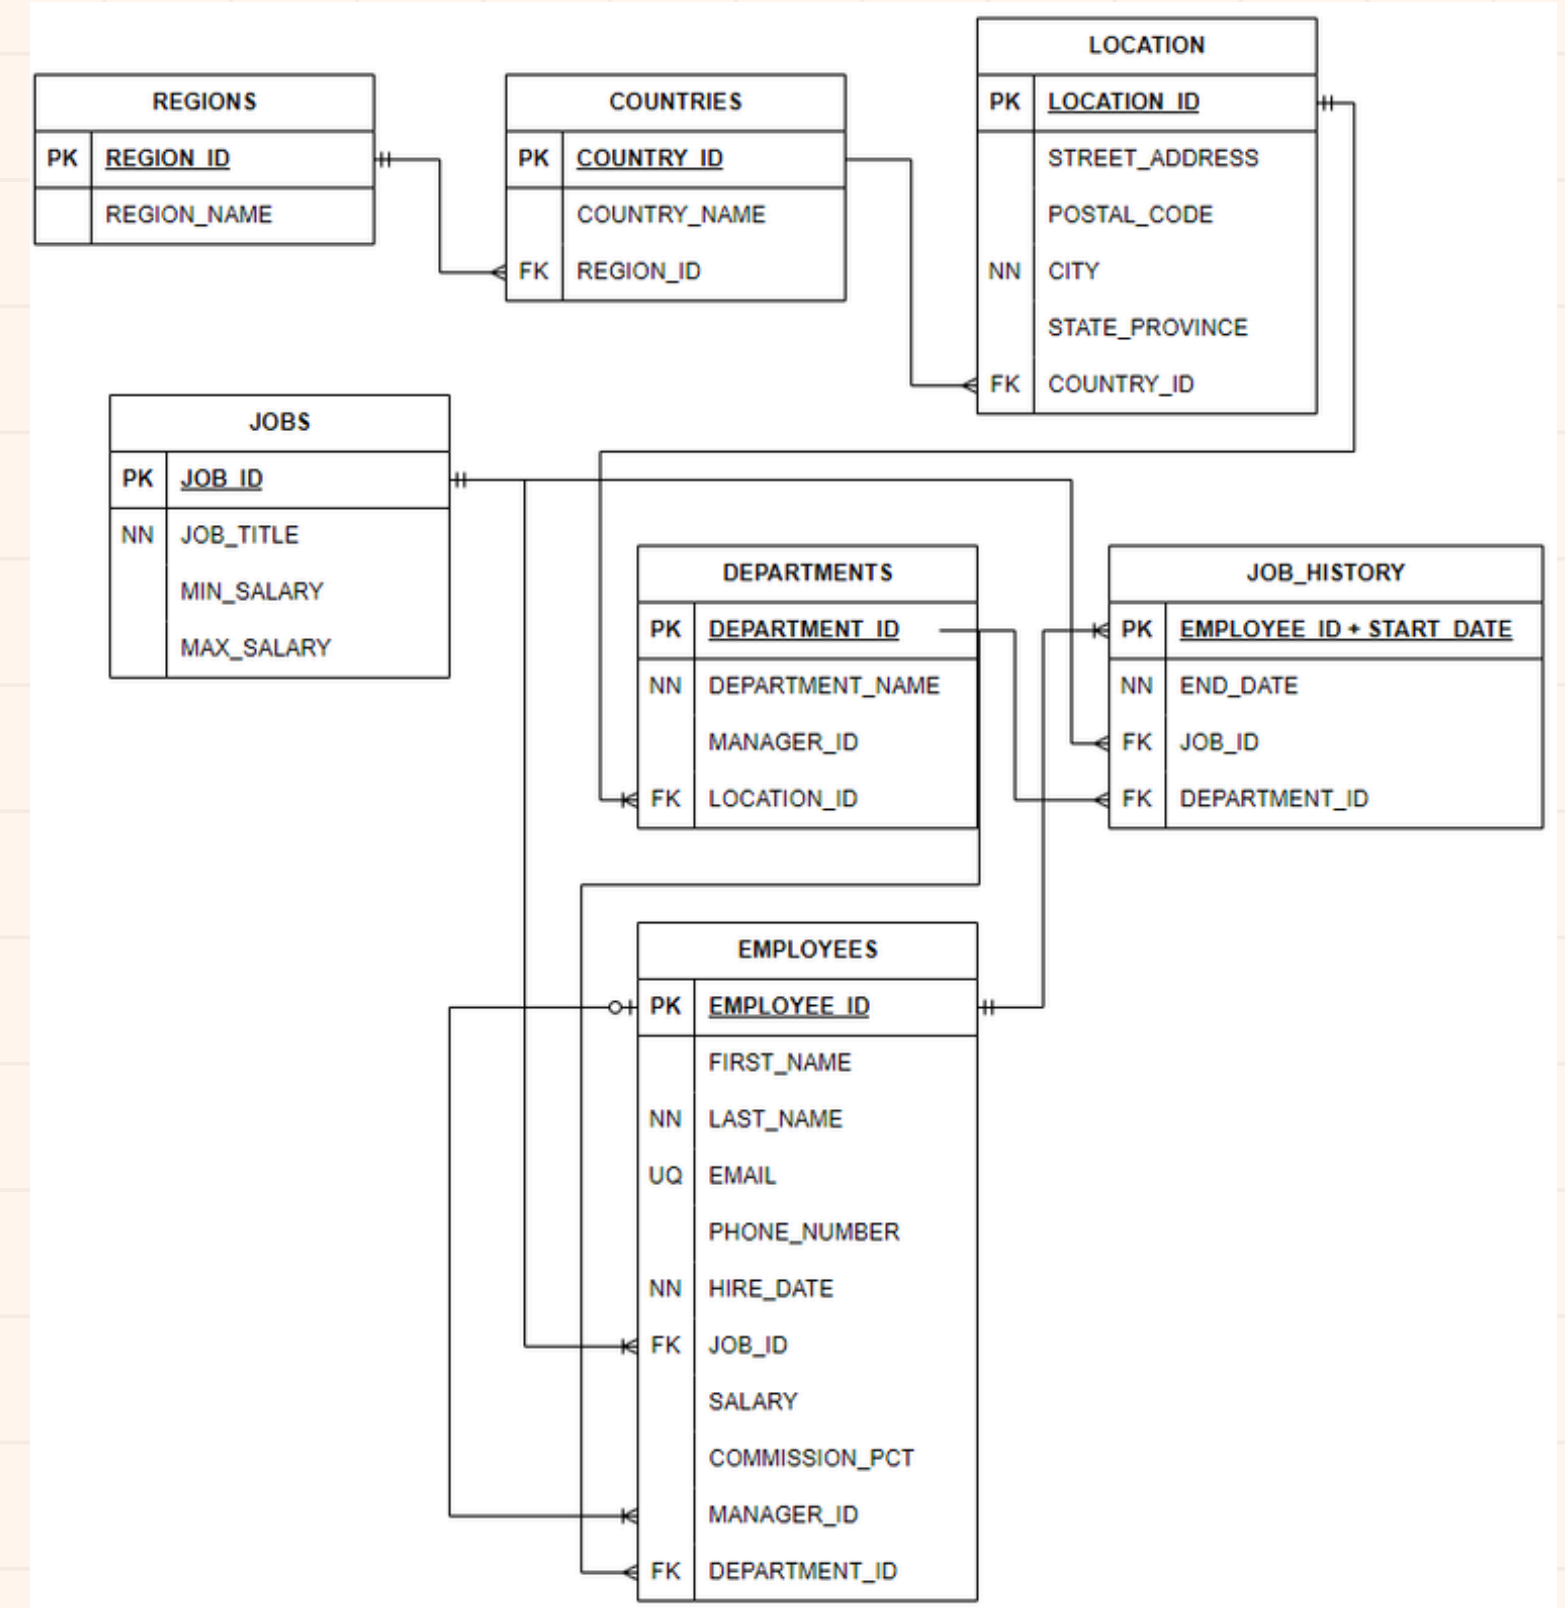 REGIONS
PK REGION_ID
REGION_NAME
COUNTRIES
PK COUNTRY_ID
COUNTRY_NAME
FK REGION_ID
LOCATION
PK LOCATION_ID
STREET_ADDRESS
POSTAL_CODE
NN CITY
STATE_PROVINCE
FK COUNTRY_ID
JOBS
PK JOB_ID
NN JOB_TITLE
MIN_SALARY
MAX_SALARY
DEPARTMENTS
PK DEPARTMENT_ID
NN DEPARTMENT_NAME
MANAGER_ID
FK LOCATION_ID
JOB_HISTORY
PK EMPLOYEE_ID + START_DATE
NN END_DATE
FK JOB_ID
FK DEPARTMENT_ID
EMPLOYEES
PK EMPLOYEE_ID
FIRST_NAME
NN LAST_NAME
UQ EMAIL
PHONE_NUMBER
NN HIRE_DATE
FK JOB_ID
SALARY
COMMISSION_PCT
MANAGER_ID
FK DEPARTMENT_ID